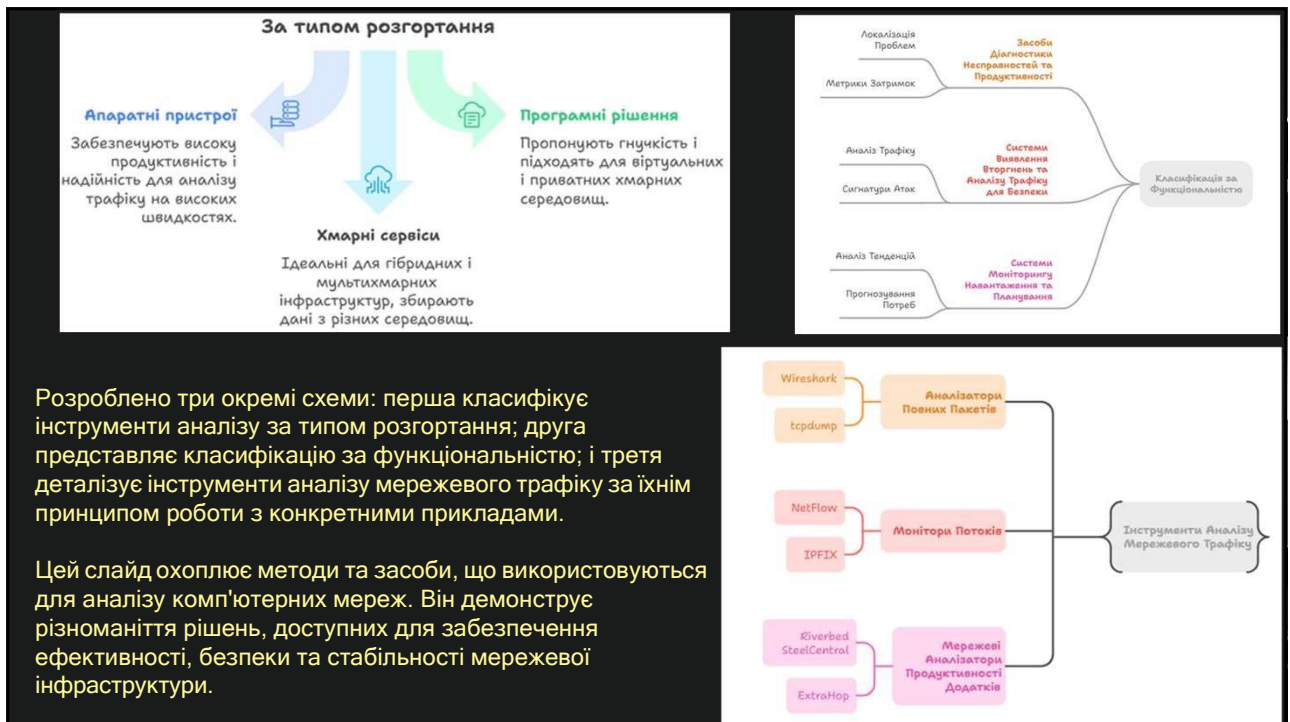 За типом розгортання
Апаратні пристрої
Забезпечують високу
продуктивність і
надійність для аналізу
трафіку на високих
швидкостях.
Хмарні сервіси
Ідеальні для гібридних і
мультихмарних
інфраструктур, збирають
дані з різних середовищ.
Програмні рішення
Пропонують гнучкість і
підходять для віртуальних
і приватних хмарних
середовищ.
Локалізація
Проблем
Метрики Затримок
Засоби
Діагностики
Несправностей та
Продуктивності
Аналіз Трафіку
Сигнатури Атак
Системи
Виявлення
Вторгнень та
Аналізу Трафіку
для Безпеки
Аналіз Тенденцій
Прогнозування
Потреб
Системи
Моніторингу
Навантаження та
Планування
Класифікація за
Функціональністю
Розроблено три окремі схеми: перша класифікує
інструменти аналізу за типом розгортання; друга
представляє класифікацію за функціональністю; і третя
деталізує інструменти аналізу мережевого трафіку за їхнім
принципом роботи з конкретними прикладами.
Цей слайд охоплює методи та засоби, що використовуються
для аналізу комп'ютерних мереж. Він демонструє
різноманіття рішень, доступних для забезпечення
ефективності, безпеки та стабільності мережевої
інфраструктури.
Wireshark
tcpdump
Аналізатори
Повних Пакетів
NetFlow
IPFIX
Монітори Потоків
Riverbed
SteelCentral
ExtraHop
Мережеві
Аналізатори
Продуктивності
Додатків
Інструменти Аналізу
Мережевого Трафіку